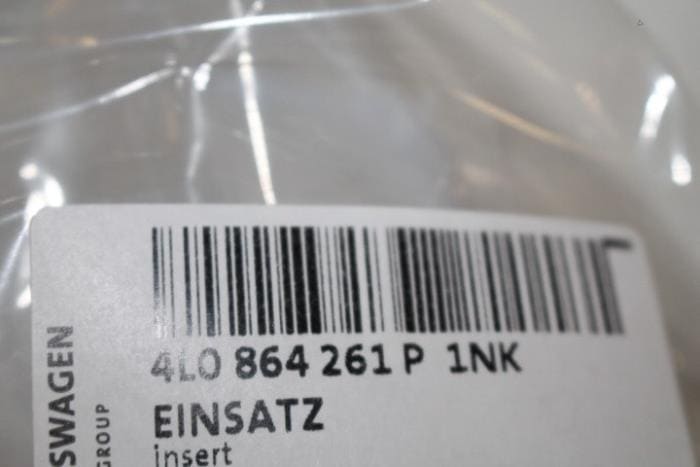 4L0 864 261 P 1NK
EINSATZ
insert
SWAGEN
GROUP